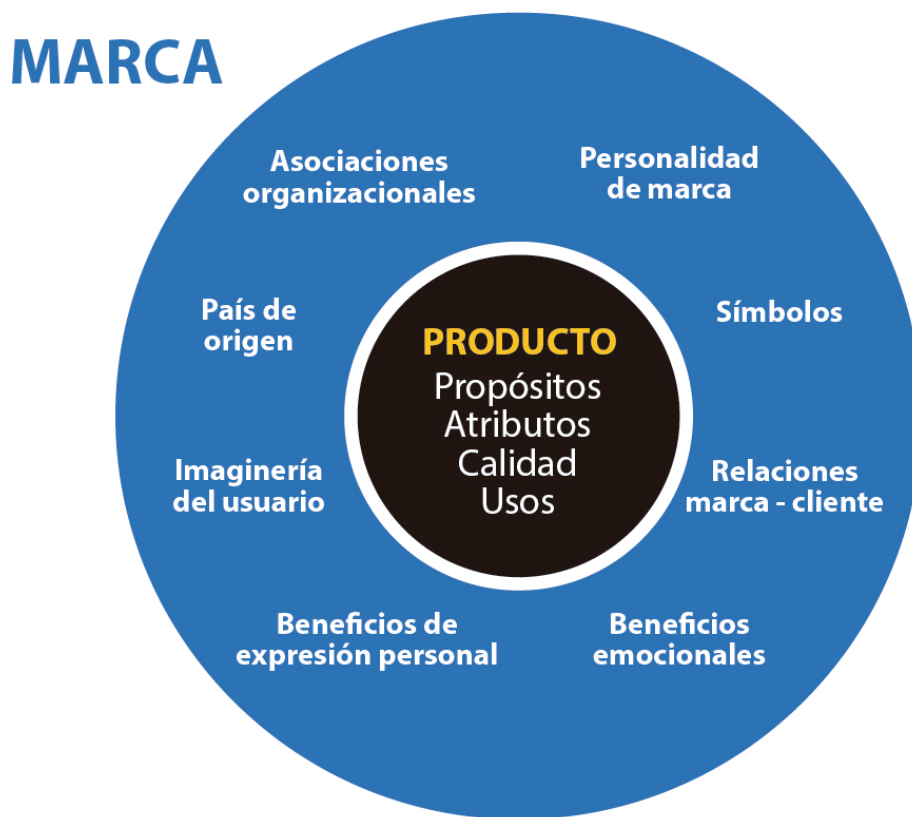 MARCA
Asociaciones
organizacionales
Personalidad
de marca
País de
origen
Símbolos
PRODUCTO
Propósitos
Atributos
Calidad
Usos
Imaginería
del usuario
Relaciones
marca - cliente
Beneficios de
expresión personal
Beneficios
emocionales